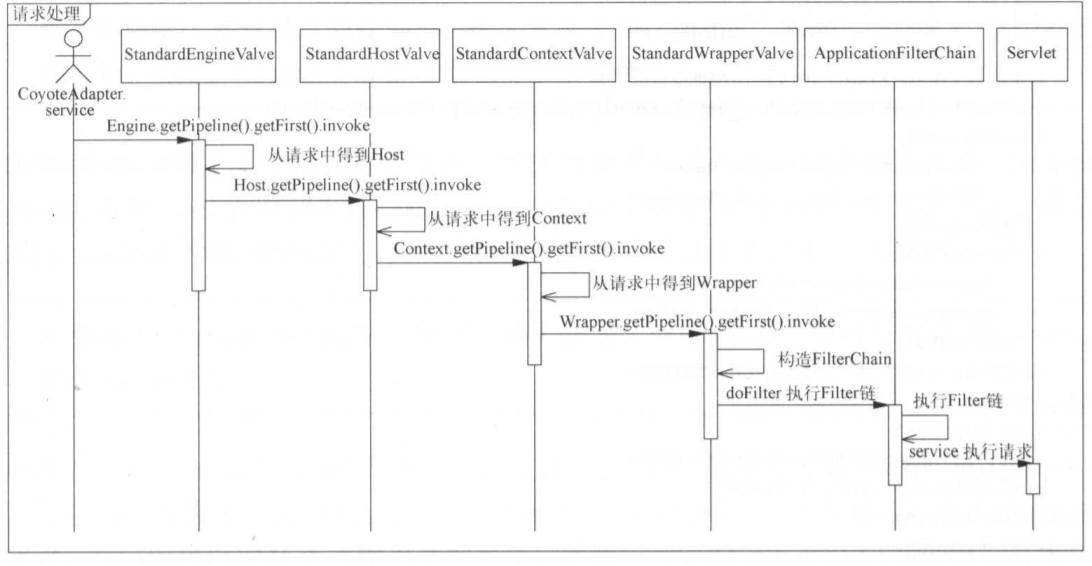 请求处理
CoyoteAdapter.
service
StandardEngineValve
StandardHostValve
StandardContextValve
StandardWrapperValve
ApplicationFilterChain
Servlet
Engine.getPipeline().getFirst().invoke
从请求中得到Host
Host.getPipeline().getFirst().invoke
从请求中得到Context
Context.getPipeline().getFirst().invoke
从请求中得到Wrapper
Wrapper.getPipeline().getFirst().invoke
构造FilterChain
doFilter 执行Filter链
执行Filter链
service 执行请求